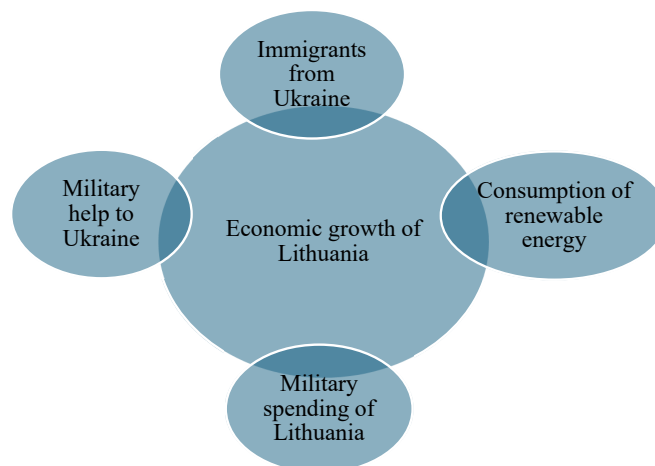 Immigrants
from
Ukraine
Military
help to
Ukraine
Economic growth of
Lithuania
Consumption of
renewable
energy
Military
spending of
Lithuania